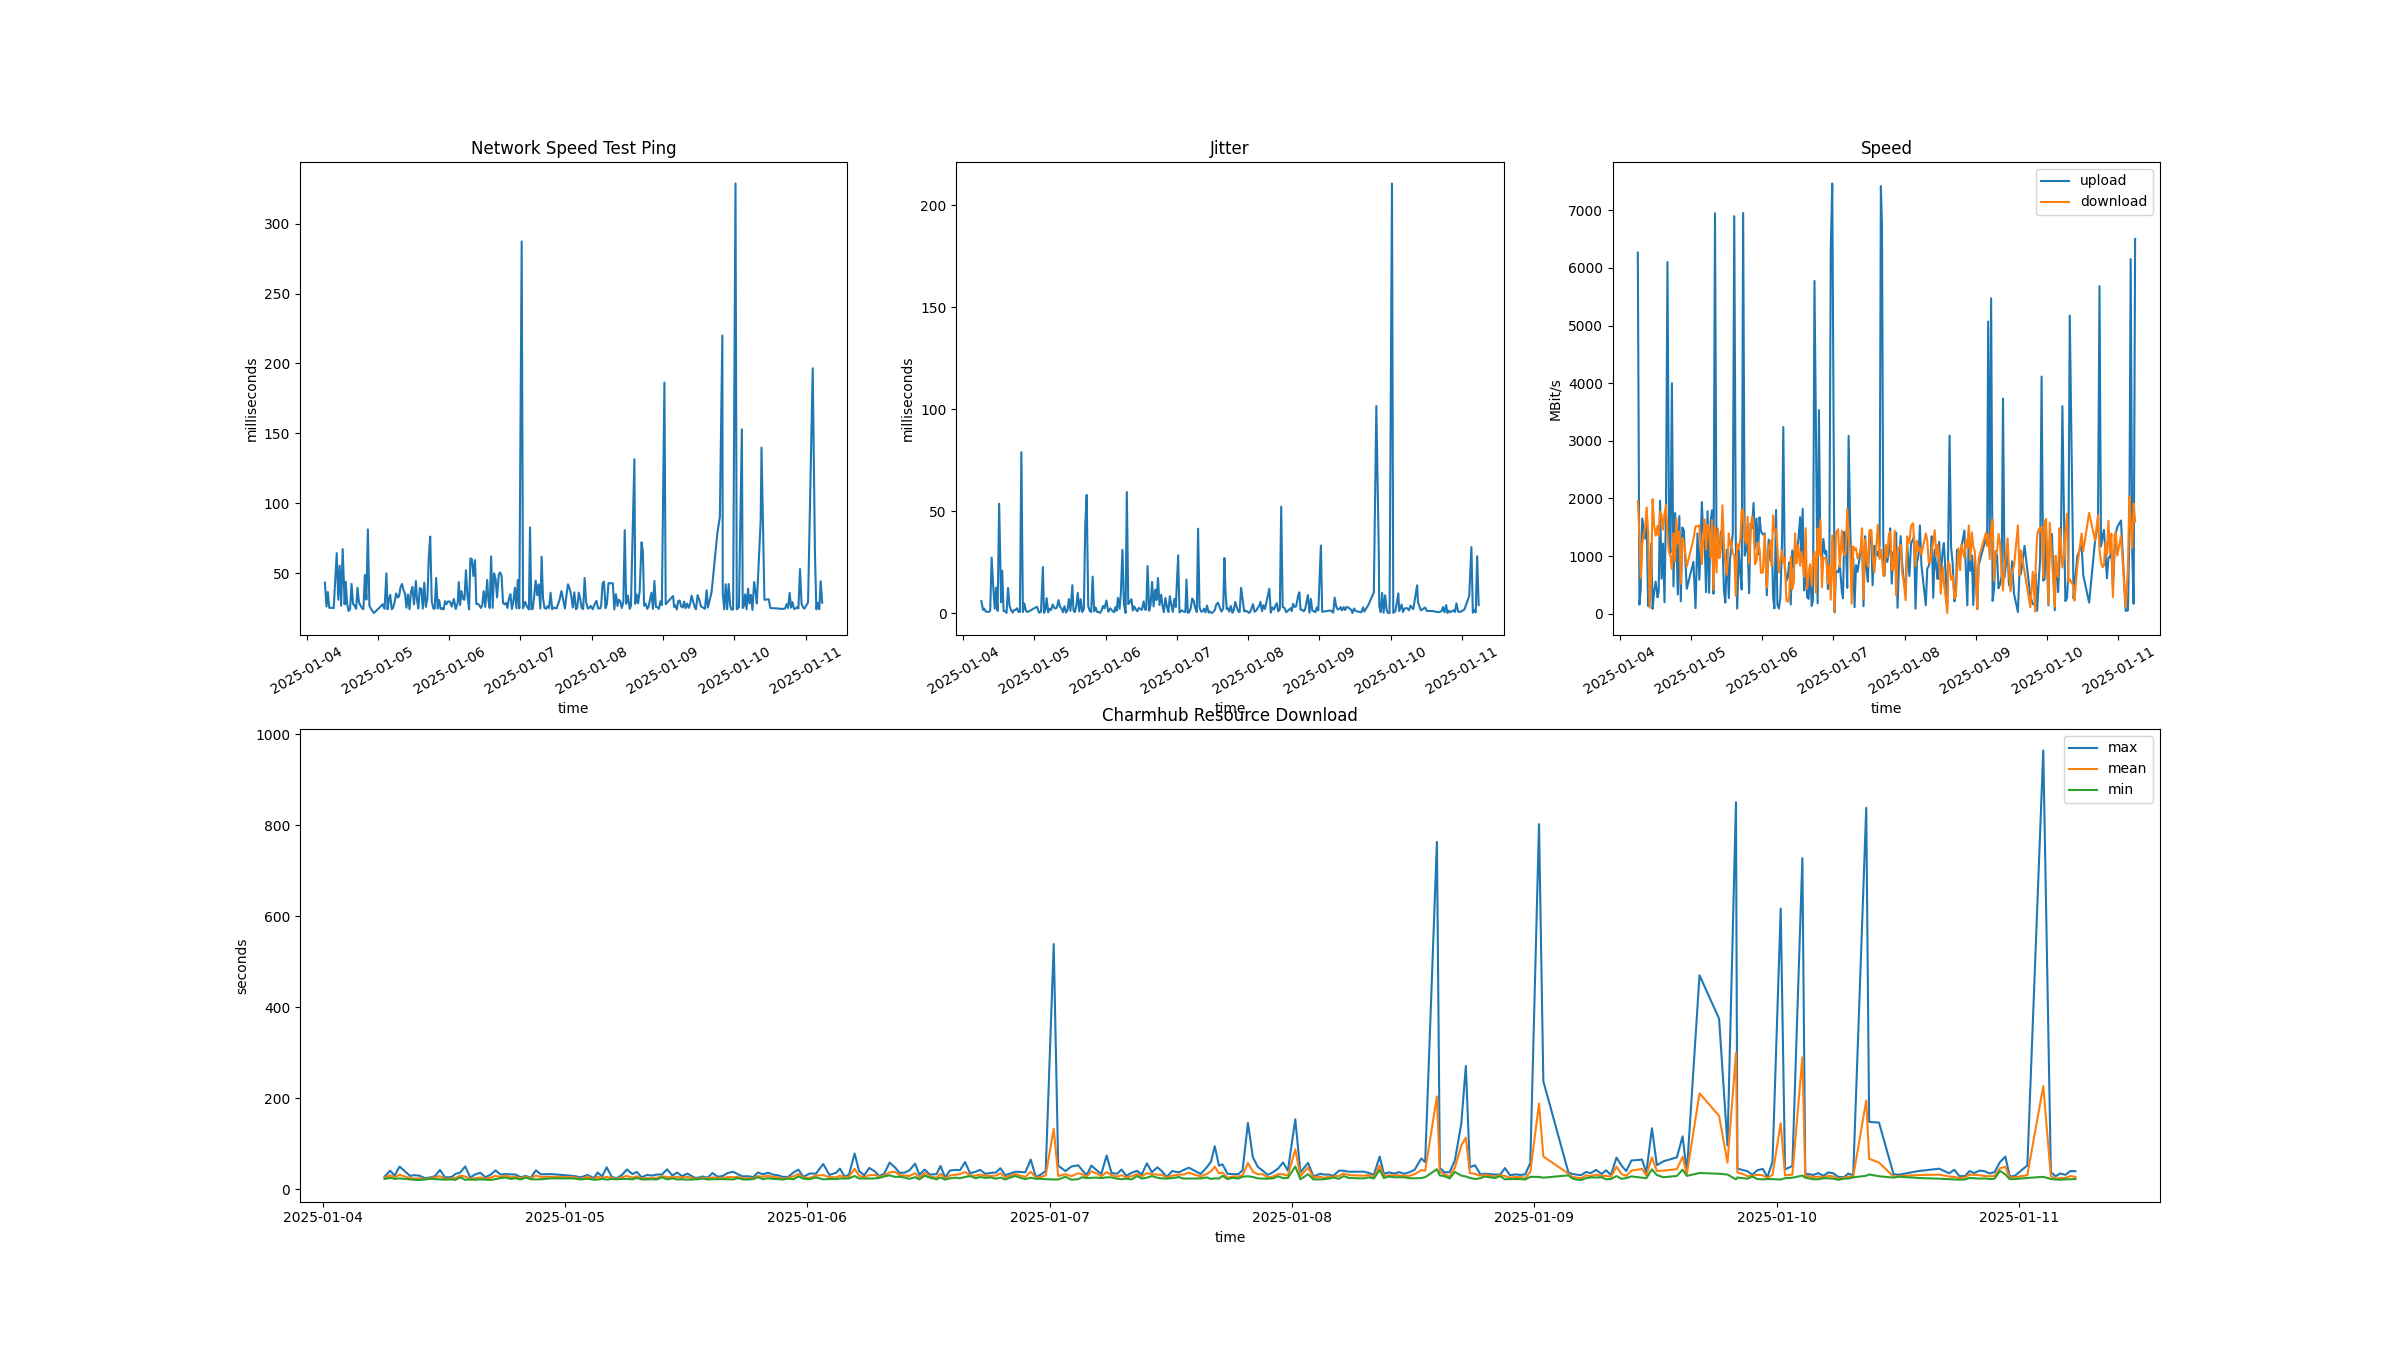 Network Speed Test Ping
milliseconds
300
250
200
150
100
50
2025-01-04 2025-01-05 2025-01-06 2025-01-07 2025-01-08 2025-01-09 2025-01-10 2025-01-11
time
Jitter
milliseconds
200
150
100
50
0
2025-01-04 2025-01-05 2025-01-06 2025-01-07 2025-01-08 2025-01-09 2025-01-10 2025-01-11
time
Speed
upload
download
MBit/s
7000
6000
5000
4000
3000
2000
1000
0
2025-01-04 2025-01-05 2025-01-06 2025-01-07 2025-01-08 2025-01-09 2025-01-10 2025-01-11
time
Charmhub Resource Download
max
mean
min
seconds
1000
800
600
400
200
0
2025-01-04 2025-01-05 2025-01-06 2025-01-07 2025-01-08 2025-01-09 2025-01-10 2025-01-11
time